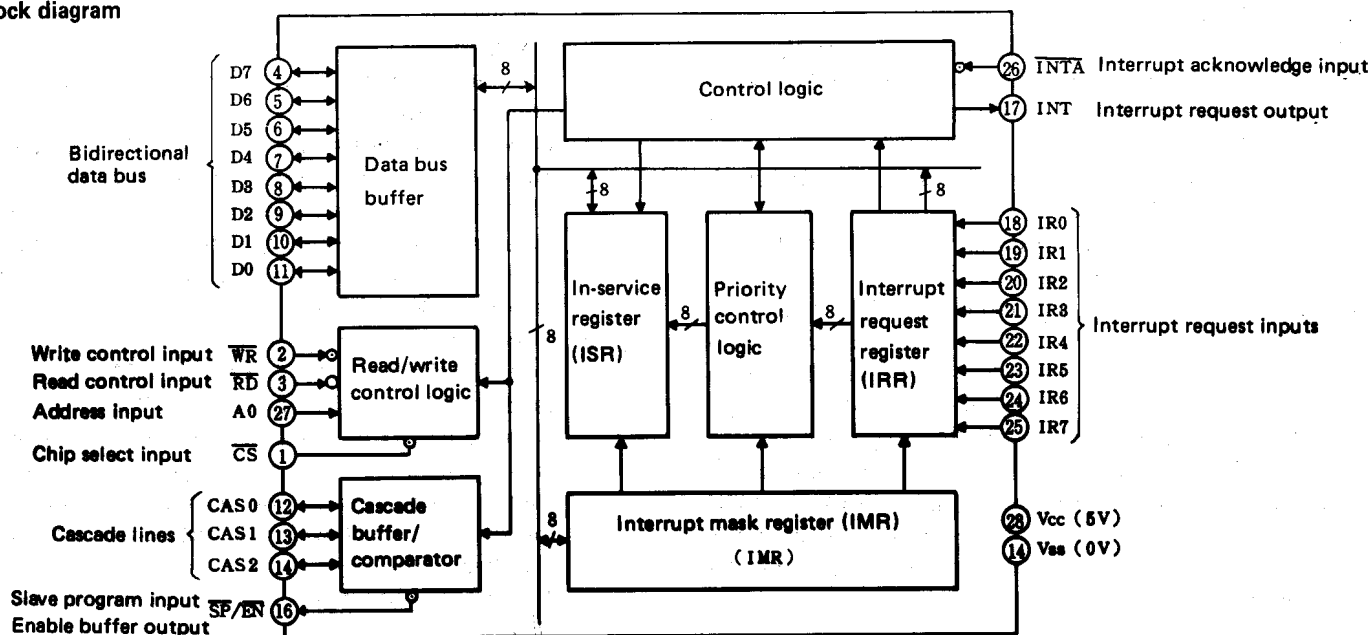 ock diagram
D7 4
D6 5
D5 6
D4 7
D8 8
D2 9
D1 10
D0 11
Bidirectional
data bus
Data bus
buffer
8
8
Control logic
26 INTA Interrupt acknowledge input
17 INT Interrupt request output
8
8
In-service
register
(ISR)
8
Priority
control
logic
8
Interrupt
request
register
(IRR)
18 IR0
19 IR1
20 IR2
21 IR3
22 IR4
23 IR5
24 IR6
25 IR7
Interrupt request inputs
Write control input WR 2
Read control input RD 3
Address input A0 27
Chip select input CS 1
Read/write
control logic
Cascade lines
CAS0 12
CAS1 13
CAS2 14
Cascade
buffer/
comparator
Slave program input
Enable buffer output
SP/EN 16
8
Interrupt mask register (IMR)
(IMR)
28 Vcc (5V)
14 Vss (0V)